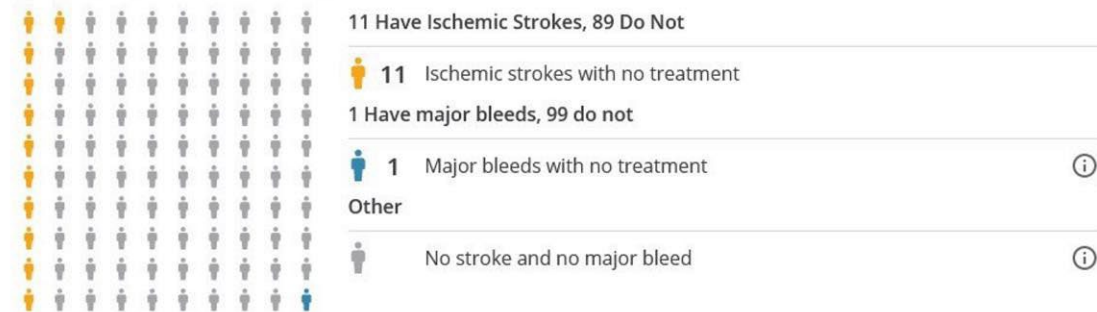 11 Have Ischemic Strokes, 89 Do Not
11 Ischemic strokes with no treatment
1 Have major bleeds, 99 do not
1 Major bleeds with no treatment
Other
No stroke and no major bleed